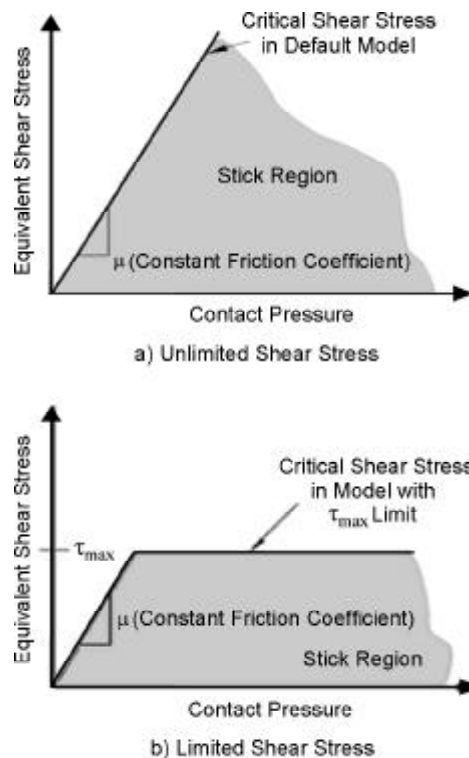 Critical Shear Stress
in Default Model
Equivalent Shear Stress
Stick Region
μ (Constant Friction Coefficient)
Contact Pressure
a) Unlimited Shear Stress
Critical Shear Stress
in Model with
τmax Limit
Equivalent Shear Stress
τmax
μ (Constant Friction Coefficient)
Stick Region
Contact Pressure
b) Limited Shear Stress